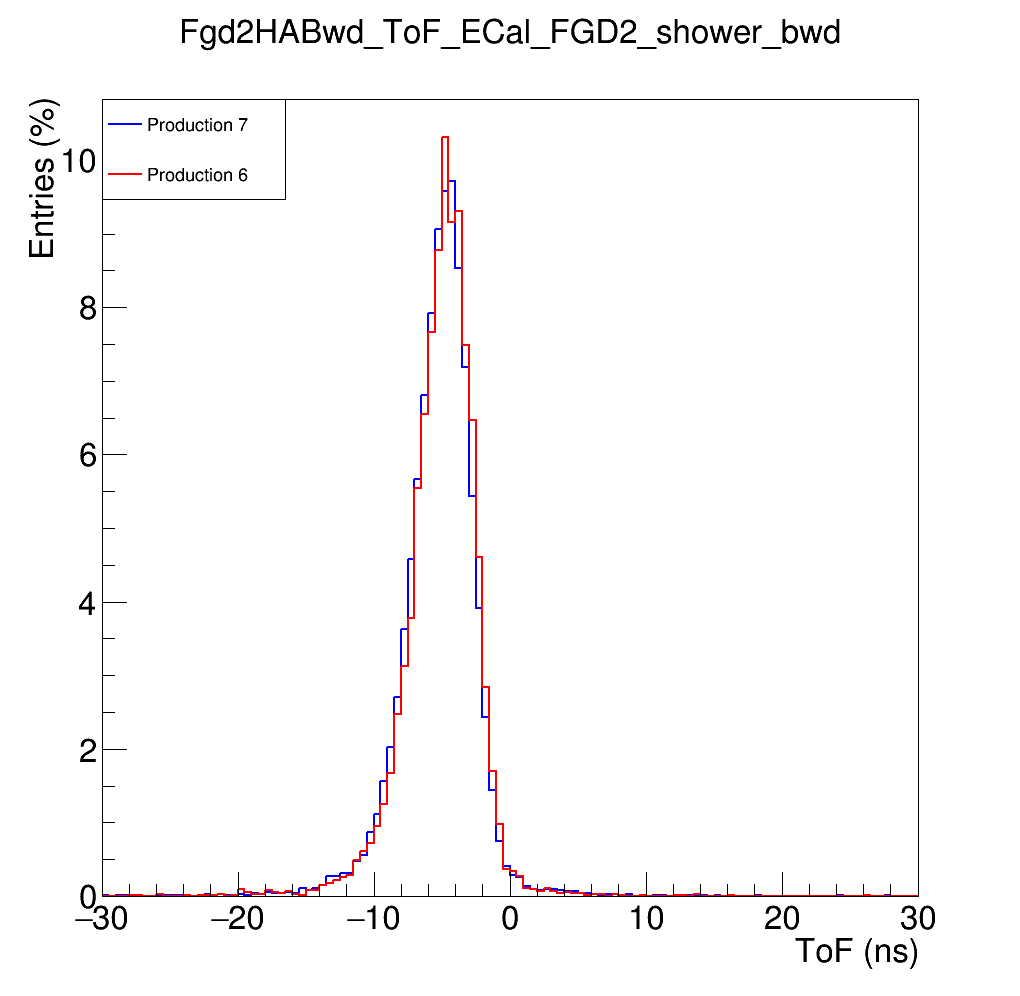 Fgd2HABwd_ToF_ECal_FGD2_shower_bwd
Entries (%)
Production 7
Production 6
10
8
6
4
2
0
−30 −20 −10 0 10 20 30
ToF (ns)